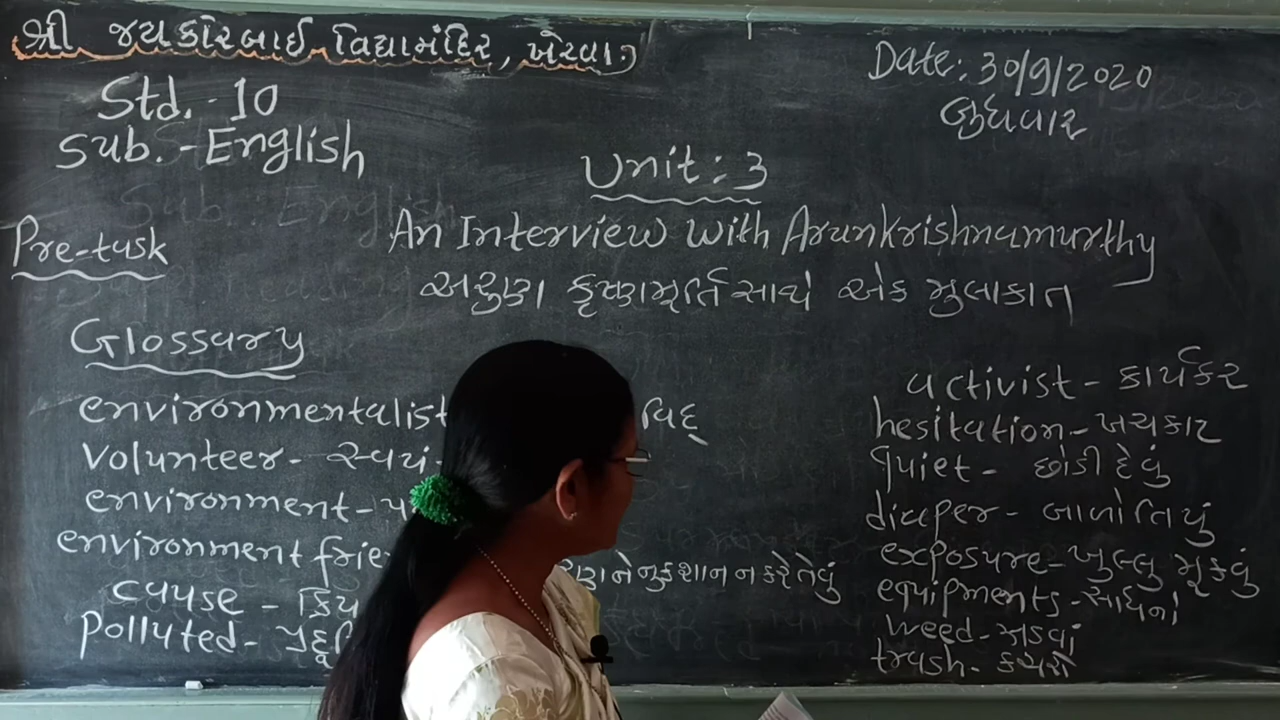 શ્રી જયકોરબાઈ વિદ્યામંદિર, ખેરવા.
Date: 30/9/2020
બુધવાર
Std. - 10
Sub. - English
Unit : 3
Pre-task
An Interview With Arunkrishnamurthy
અરુણ કૃષ્ણમૂર્તિ સાથે એક મુલાકાત
Glossary
environmentalist વિદ્
volunteer - સ્વયં
environment - પ
environment frie ણને નુકશાન ન કરે તેવું
cause - ક્રિય
polluted - પ્રદૂ
activist - કાર્યકર
hesitation - ખચકાટ
quiet - છોડી દેવું
diaper - બાળોતિયું
exposure - ખુલ્લુ મૂકવું
equipments - સાધનો
weed -
trash - કચરો